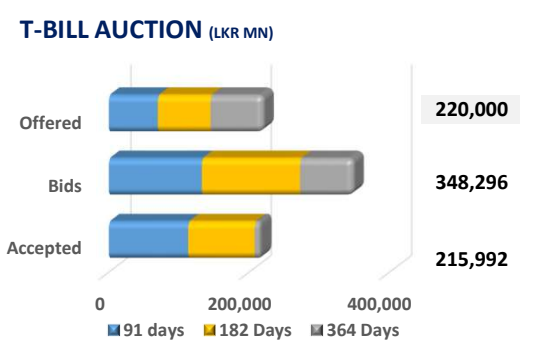 T-BILL AUCTION (LKR MN)
Offered 220,000
Bids 348,296
Accepted 215,992
0 200,000 400,000
91 days 182 Days 364 Days